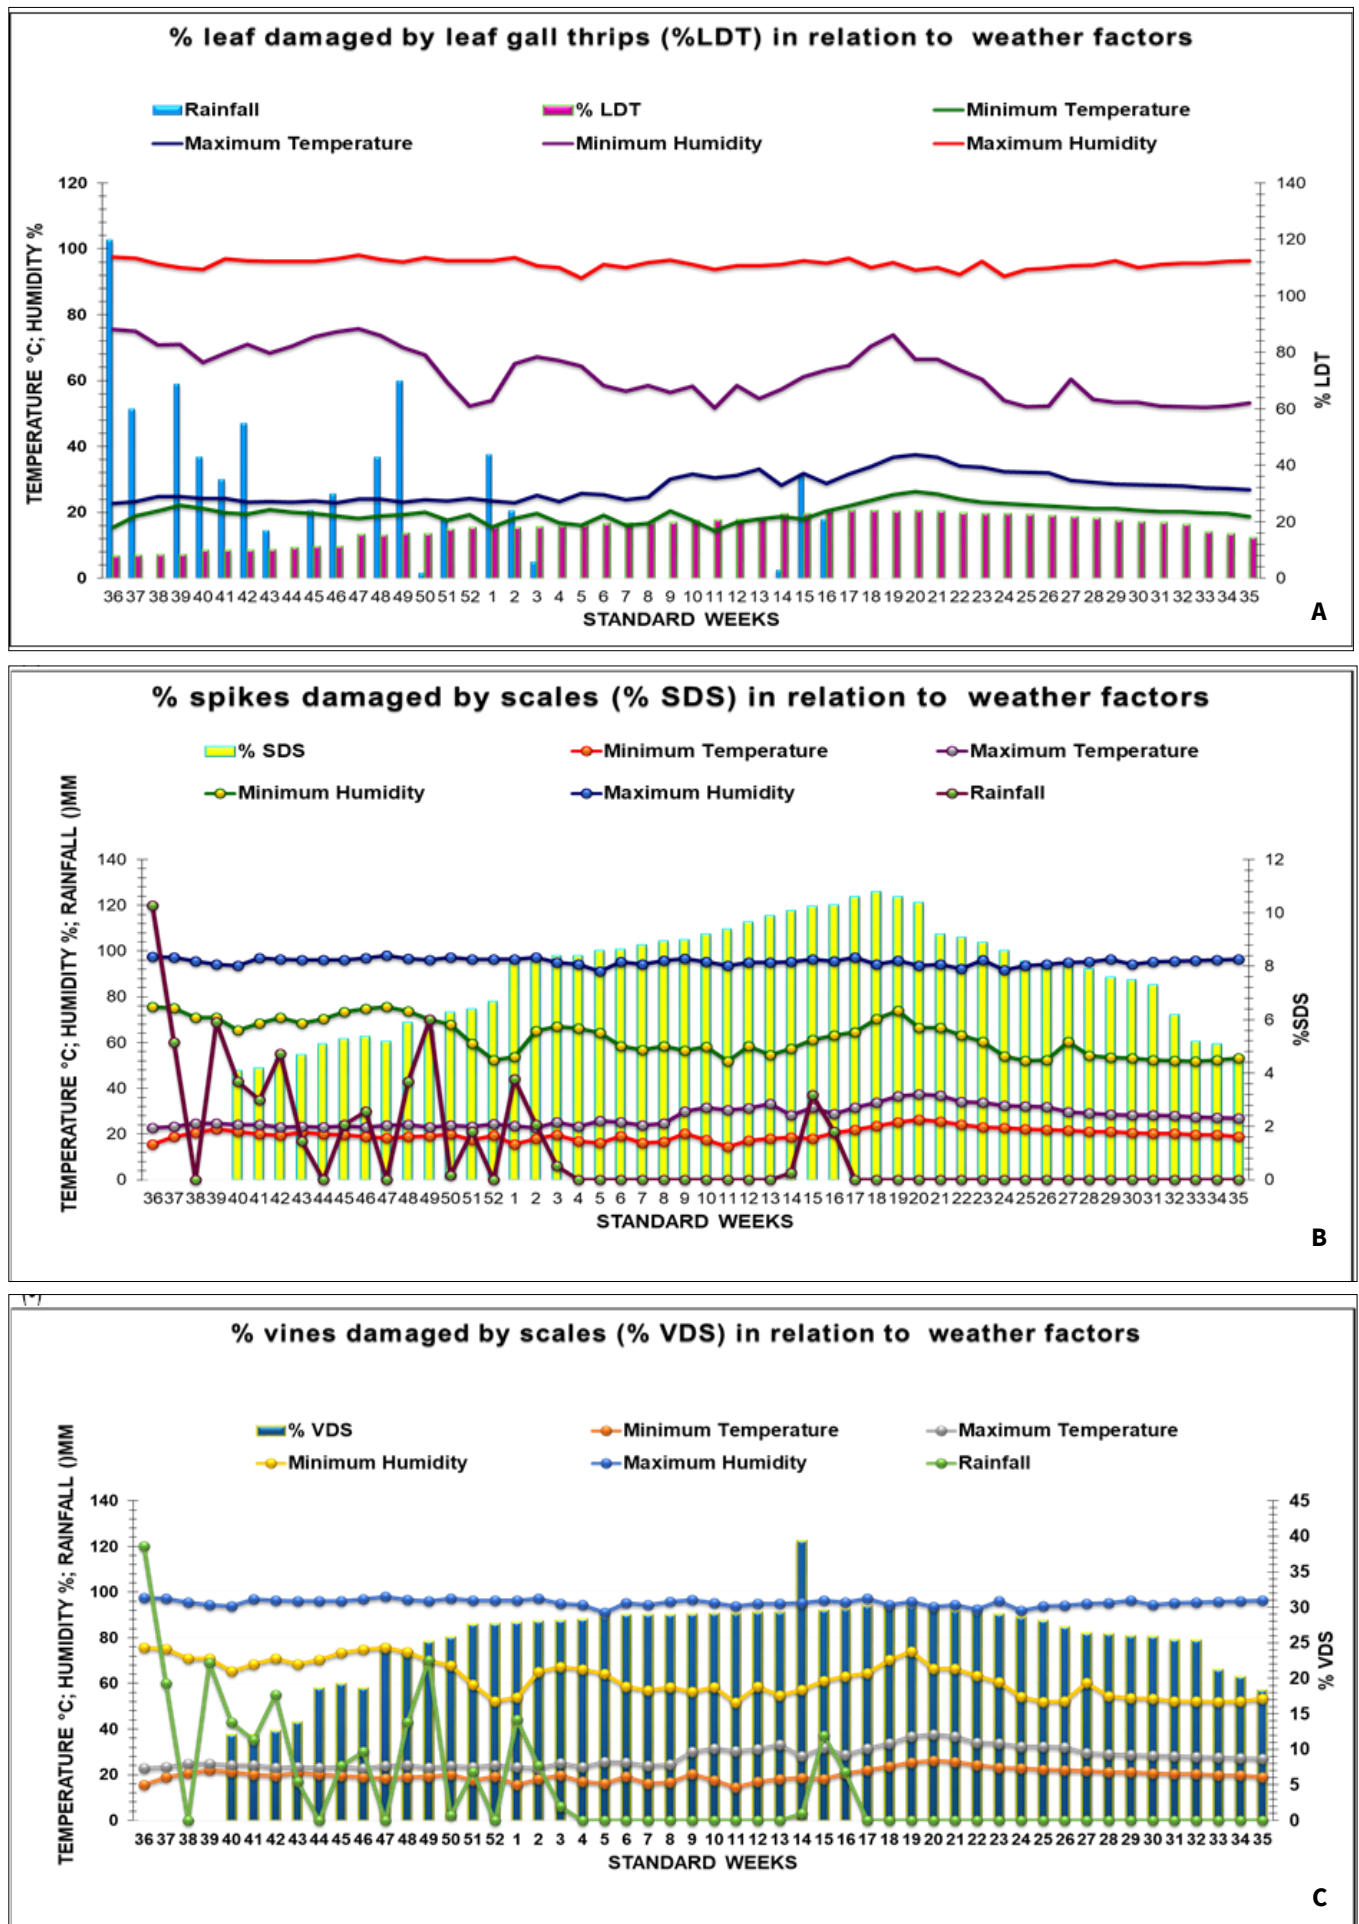 % leaf damaged by leaf gall thrips (%LDT) in relation to weather factors
Rainfall % LDT Minimum Temperature
Maximum Temperature Minimum Humidity Maximum Humidity
TEMPERATURE °C; HUMIDITY %
120
100
80
60
40
20
0
140
120
100
80
60
40
20
0
% LDT
36 37 38 39 40 41 42 43 44 45 46 47 48 49 50 51 52 1 2 3 4 5 6 7 8 9 10 11 12 13 14 15 16 17 18 19 20 21 22 23 24 25 26 27 28 29 30 31 32 33 34 35
STANDARD WEEKS
A
% spikes damaged by scales (% SDS) in relation to weather factors
% SDS Minimum Temperature Maximum Temperature
Minimum Humidity Maximum Humidity Rainfall
TEMPERATURE °C; HUMIDITY %; RAINFALL ()MM
140
120
100
80
60
40
20
0
12
10
8
6
4
2
0
%SDS
36 37 38 39 40 41 42 43 44 45 46 47 48 49 50 51 52 1 2 3 4 5 6 7 8 9 10 11 12 13 14 15 16 17 18 19 20 21 22 23 24 25 26 27 28 29 30 31 32 33 34 35
STANDARD WEEKS
B
% vines damaged by scales (% VDS) in relation to weather factors
% VDS Minimum Temperature Maximum Temperature
Minimum Humidity Maximum Humidity Rainfall
TEMPERATURE °C; HUMIDITY %; RAINFALL ()MM
140
120
100
80
60
40
20
0
45
40
35
30
25
20
15
10
5
0
% VDS
36 37 38 39 40 41 42 43 44 45 46 47 48 49 50 51 52 1 2 3 4 5 6 7 8 9 10 11 12 13 14 15 16 17 18 19 20 21 22 23 24 25 26 27 28 29 30 31 32 33 34 35
STANDARD WEEKS
C